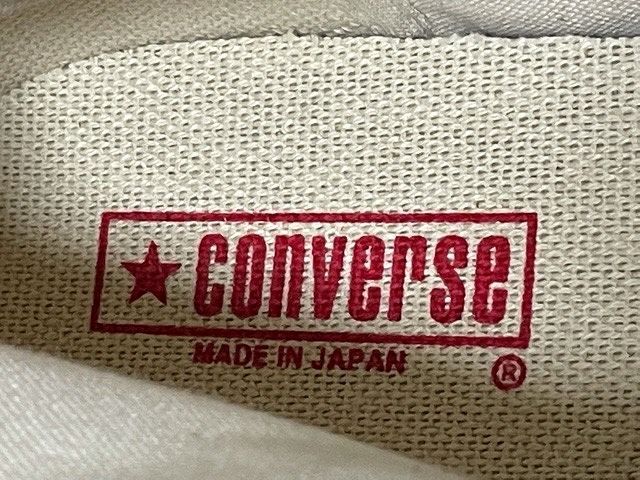 ★ converse
MADE IN JAPAN
®